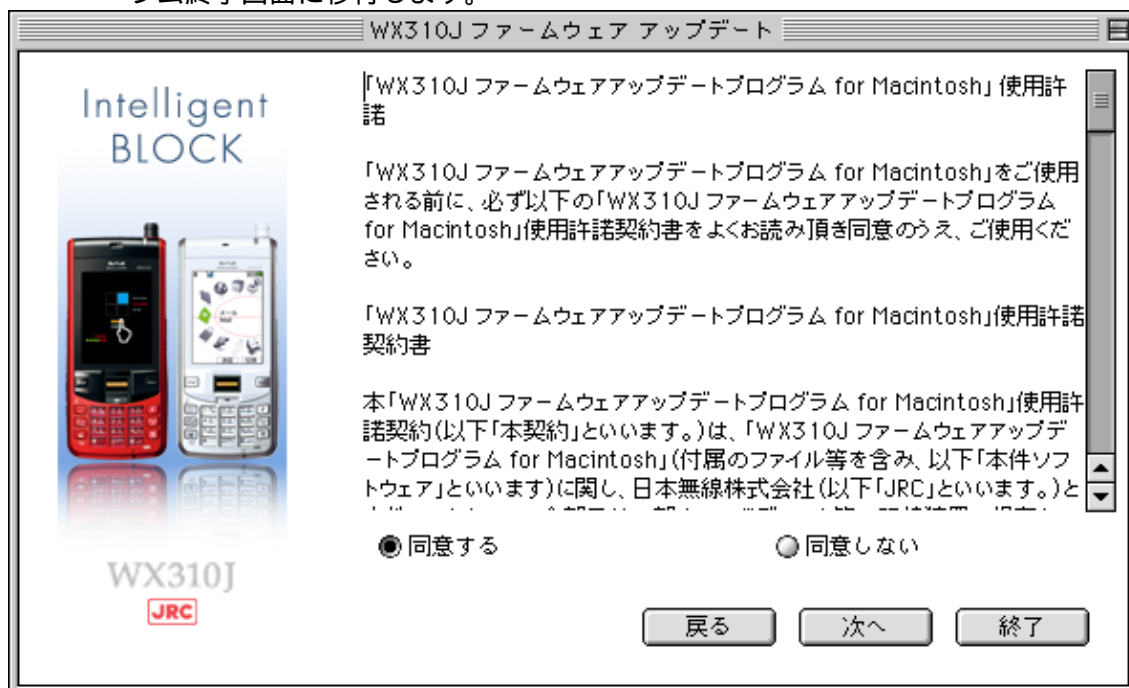 ラム終了画面に移行します。
WX310J ファームウェア アップデート
Intelligent
BLOCK
「WX310J ファームウェアアップデートプログラム for Macintosh」 使用許
諾
「WX310J ファームウェアアップデートプログラム for Macintosh」をご使用
される前に、必ず以下の「WX310J ファームウェアアップデートプログラム
for Macintosh」使用許諾契約書をよくお読み頂き同意のうえ、ご使用くだ
さい。
「WX310J ファームウェアアップデートプログラム for Macintosh」使用許諾
契約書
本「WX310J ファームウェアアップデートプログラム for Macintosh」使用許
諾契約(以下「本契約」といいます。)は、「WX310J ファームウェアアップデ
ートプログラム for Macintosh」(付属のファイル等を含み、以下「本件ソフ
トウェア」といいます)に関し、日本無線株式会社(以下「JRC」といいます。)と
同意する
同意しない
WX310J
JRC
戻る
次へ
終了